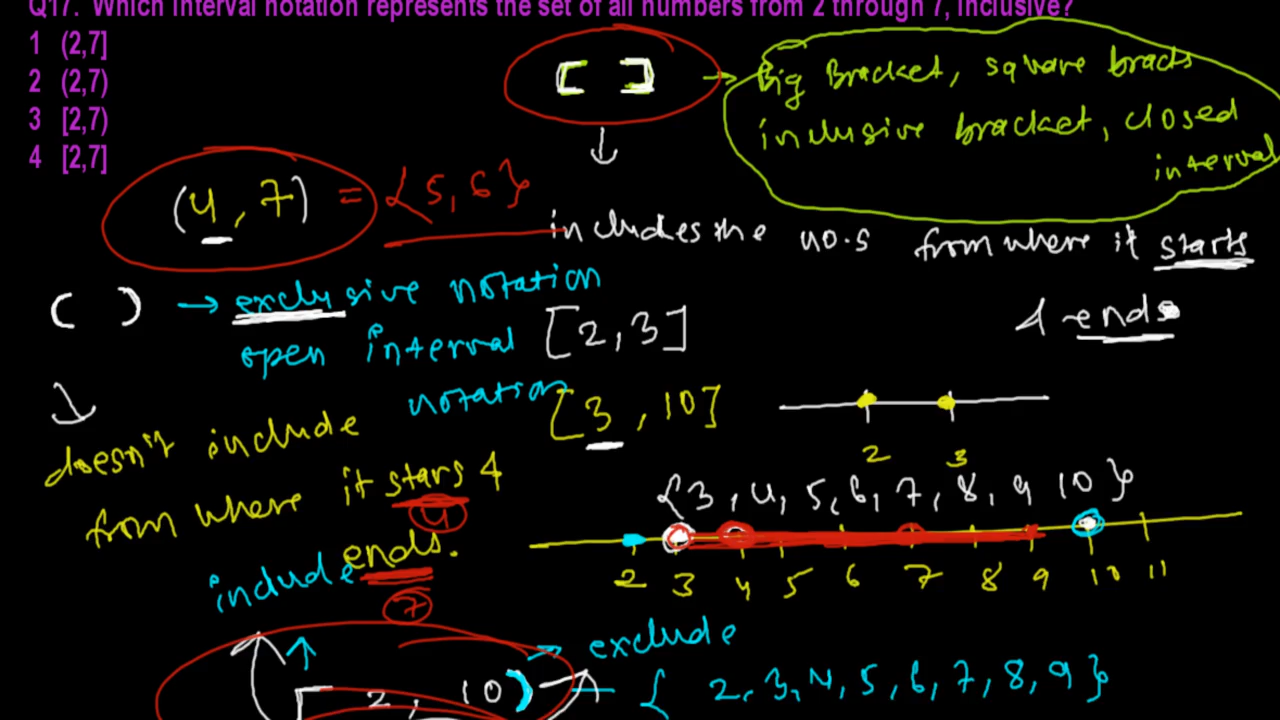 Q17. Which interval notation represents the set of all numbers from 2 through 7, inclusive?
1 (2,7]
2 (2,7)
3 [2,7)
4 [2,7]
[ ]
Big Bracket, square bracts
inclusive bracket, closed
interval
(4, 7) = {5, 6}
includes the no.s from where it starts
& ends
( ) → exclusive notation
open interval
notation
[2, 3]
[3, 10]
doesn't include
from where it stars &
ends.
4
7
2 3
{3, 4, 5, 6, 7, 8, 9 10}
2 3 4 5 6 7 8 9 10 11
include
exclude
[2, 10)
{ 2, 3, 4, 5, 6, 7, 8, 9 }